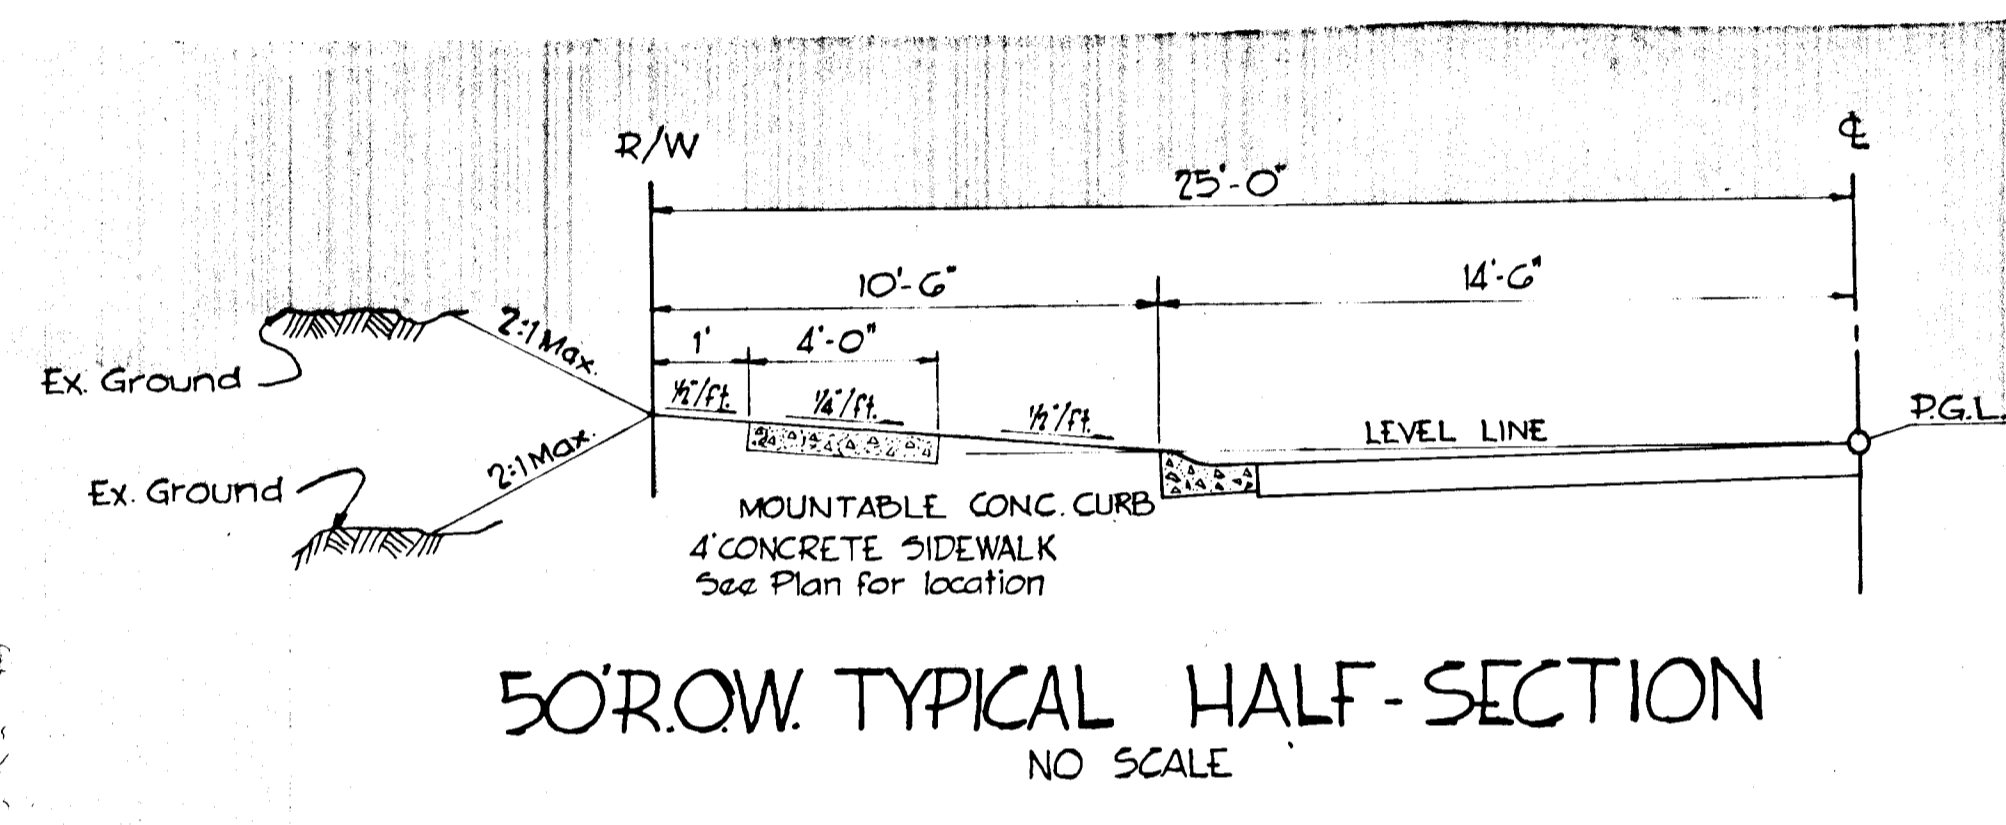 R/W
℄
25'-0"
10'-6"
14'-6"
1'
4'-0"
2:1 Max.
Ex. Ground
½"/ft.
¼"/ft.
½"/ft.
LEVEL LINE
P.G.L.
2:1 Max.
Ex. Ground
MOUNTABLE CONC. CURB
4' CONCRETE SIDEWALK
See Plan for location
50' R.O.W. TYPICAL HALF-SECTION
NO SCALE